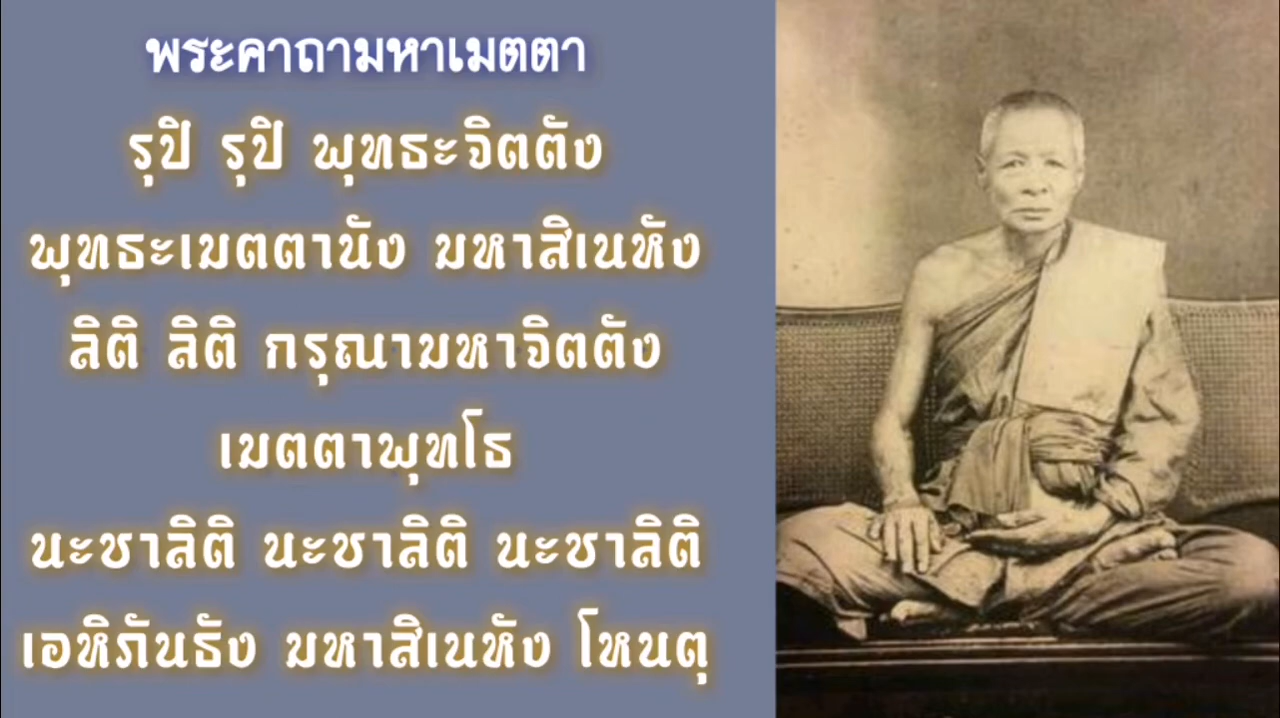 พระคาถามหาเมตตา
รุปิ รุปิ พุทธะจิตตัง
พุทธะเมตตานัง มหาสิเนหัง
ลิติ ลิติ กรุณามหาจิตตัง
เมตตาพุทโธ
นะชาลิติ นะชาลิติ นะชาลิติ
เอหิภันธัง มหาสิเนหัง โหนตุ